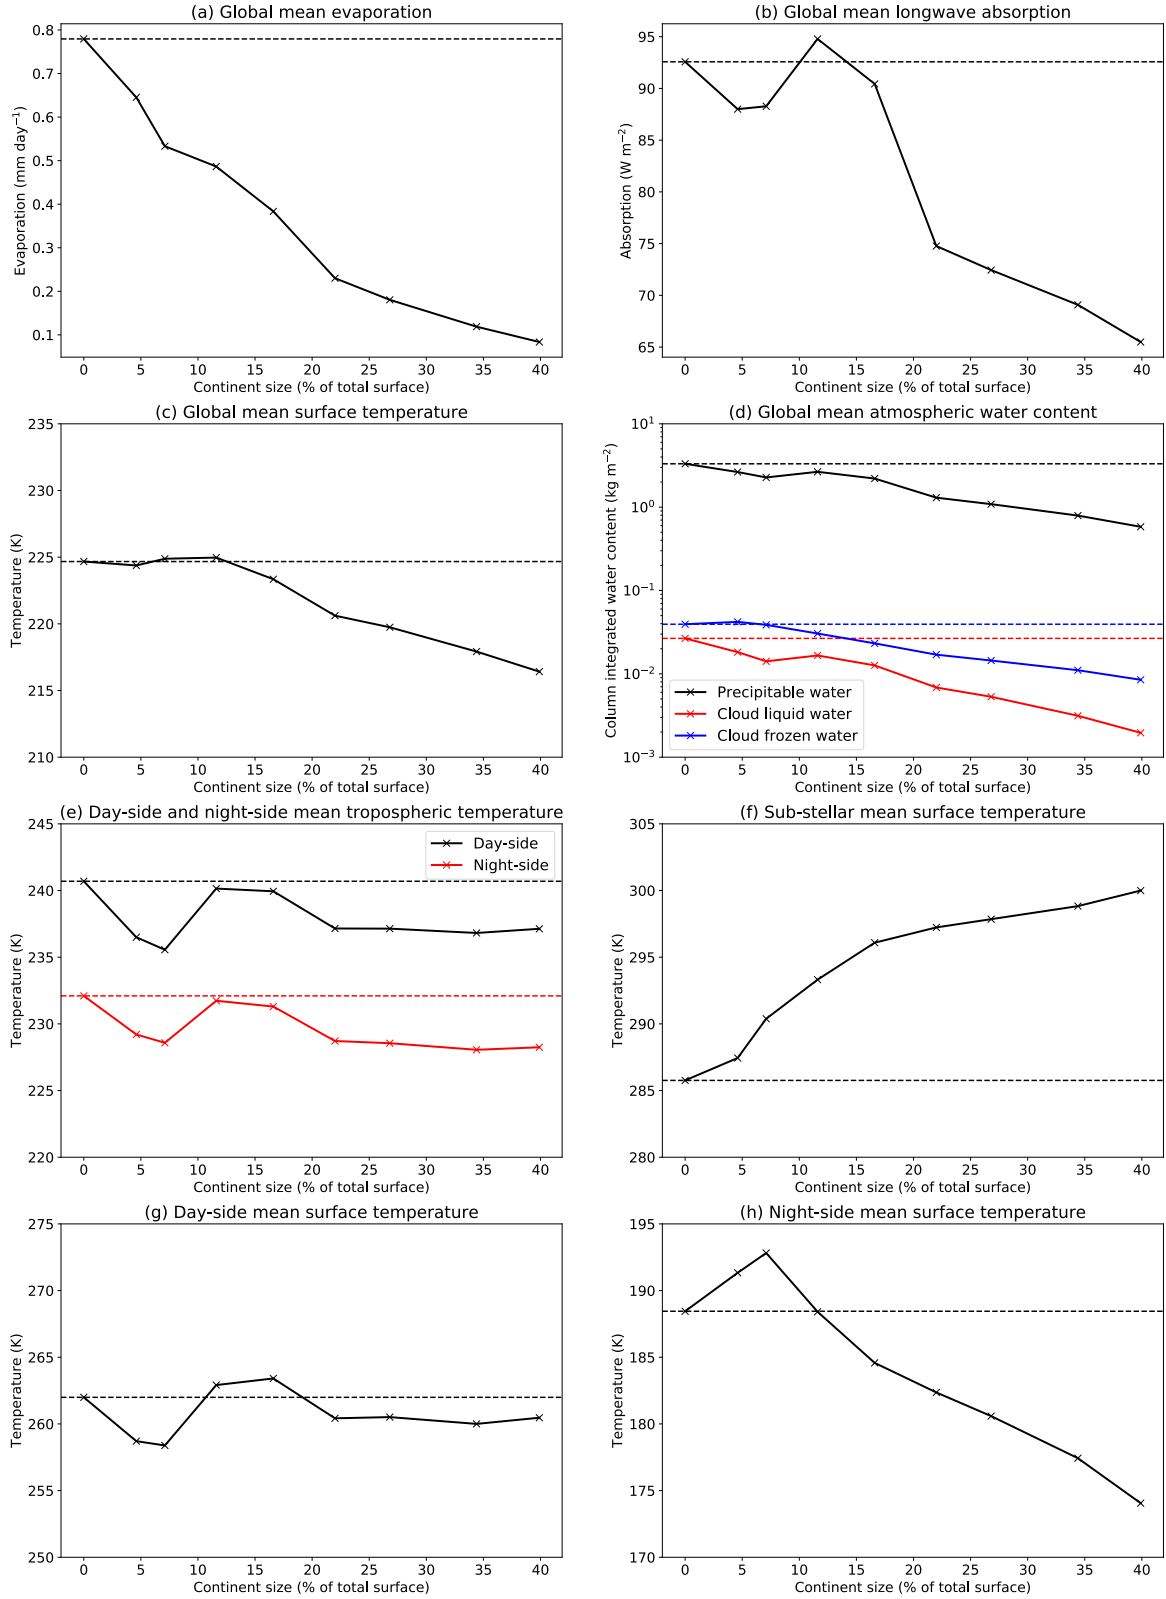 (a) Global mean evaporation
0.8
0.7
0.6
0.5
0.4
0.3
0.2
0.1
Evaporation (mm day⁻¹)
0 5 10 15 20 25 30 35 40
Continent size (% of total surface)
(b) Global mean longwave absorption
95
90
85
80
75
70
65
Absorption (W m⁻²)
0 5 10 15 20 25 30 35 40
Continent size (% of total surface)
(c) Global mean surface temperature
235
230
225
220
215
210
Temperature (K)
0 5 10 15 20 25 30 35 40
Continent size (% of total surface)
(d) Global mean atmospheric water content
10¹
10⁰
10⁻¹
10⁻²
10⁻³
Column integrated water content (kg m⁻²)
Precipitable water
Cloud liquid water
Cloud frozen water
0 5 10 15 20 25 30 35 40
Continent size (% of total surface)
(e) Day-side and night-side mean tropospheric temperature
245
240
235
230
225
220
Temperature (K)
Day-side
Night-side
0 5 10 15 20 25 30 35 40
Continent size (% of total surface)
(f) Sub-stellar mean surface temperature
305
300
295
290
285
280
Temperature (K)
0 5 10 15 20 25 30 35 40
Continent size (% of total surface)
(g) Day-side mean surface temperature
275
270
265
260
255
250
Temperature (K)
0 5 10 15 20 25 30 35 40
Continent size (% of total surface)
(h) Night-side mean surface temperature
195
190
185
180
175
170
Temperature (K)
0 5 10 15 20 25 30 35 40
Continent size (% of total surface)